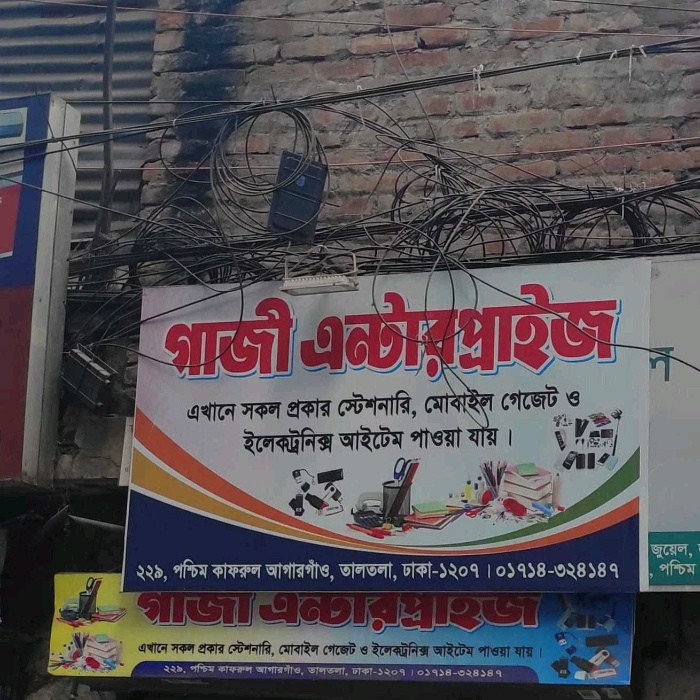 গাজী এন্টারপ্রাইজ
এখানে সকল প্রকার স্টেশনারি, মোবাইল গেজেট ও
ইলেকট্রনিক্স আইটেম পাওয়া যায়।
২২৯, পশ্চিম কাফরুল আগারগাঁও, তালতলা, ঢাকা-১২০৭। ০১৭১৪-৩২৪১৪৭
গাজী এন্টারপ্রাইজ
এখানে সকল প্রকার স্টেশনারি, মোবাইল গেজেট ও ইলেকট্রনিক্স আইটেম পাওয়া যায়।
২২৯, পশ্চিম কাফরুল আগারগাঁও, তালতলা, ঢাকা-১২০৭। ০১৭১৪-৩২৪১৪৭
ল
জুয়েল,
, পশ্চিম